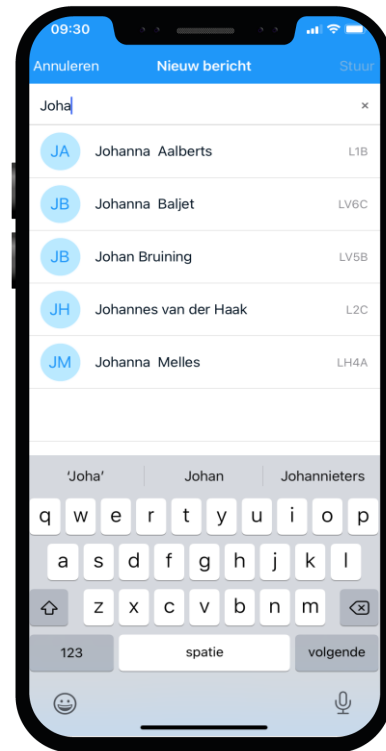 09:30
Annuleren Nieuw bericht Stuur
Joha ×
JA Johanna Aalberts L1B
JB Johanna Baljet LV6C
JB Johan Bruining LV5B
JH Johannes van der Haak L2C
JM Johanna Melles LH4A
‘Joha’ Johan Johannieters
q w e r t y u i o p
a s d f g h j k l
z x c v b n m
123 spatie volgende